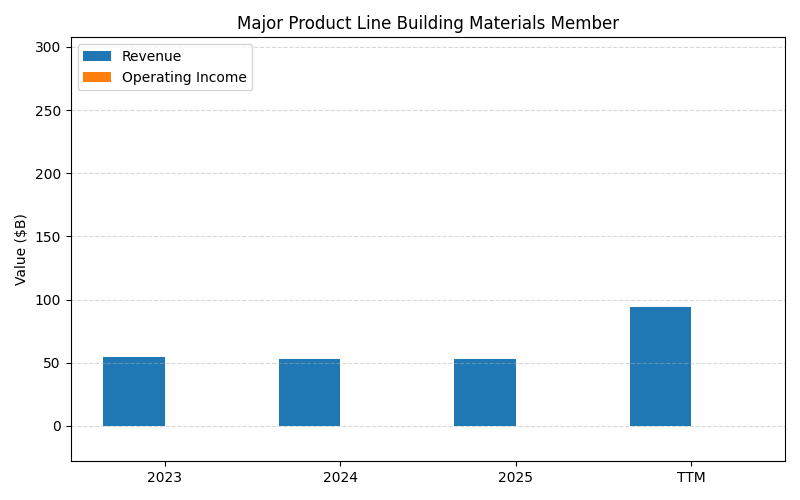 Major Product Line Building Materials Member
Revenue
Operating Income
Value ($B)
300
250
200
150
100
50
0
2023
2024
2025
TTM